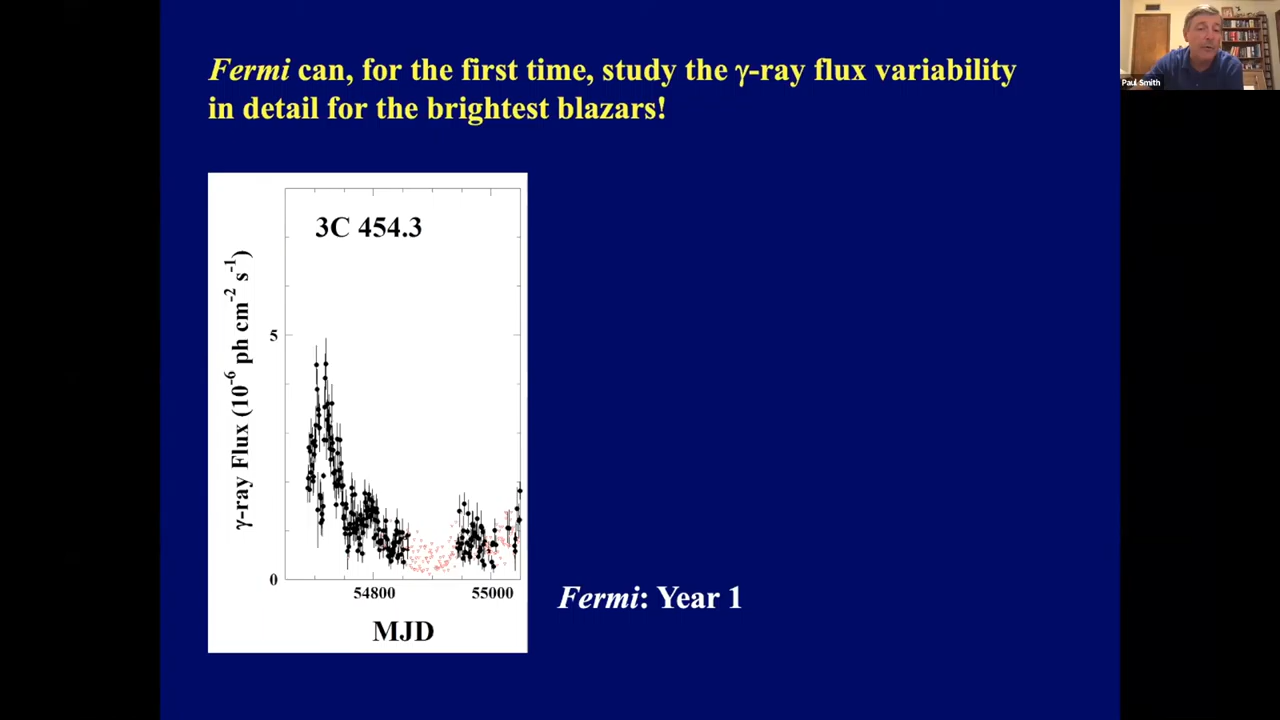 Fermi can, for the first time, study the γ-ray flux variability
in detail for the brightest blazars!
Paul Smith
3C 454.3
γ-ray Flux (10⁻⁶ ph cm⁻² s⁻¹)
5
0
54800
55000
MJD
Fermi: Year 1